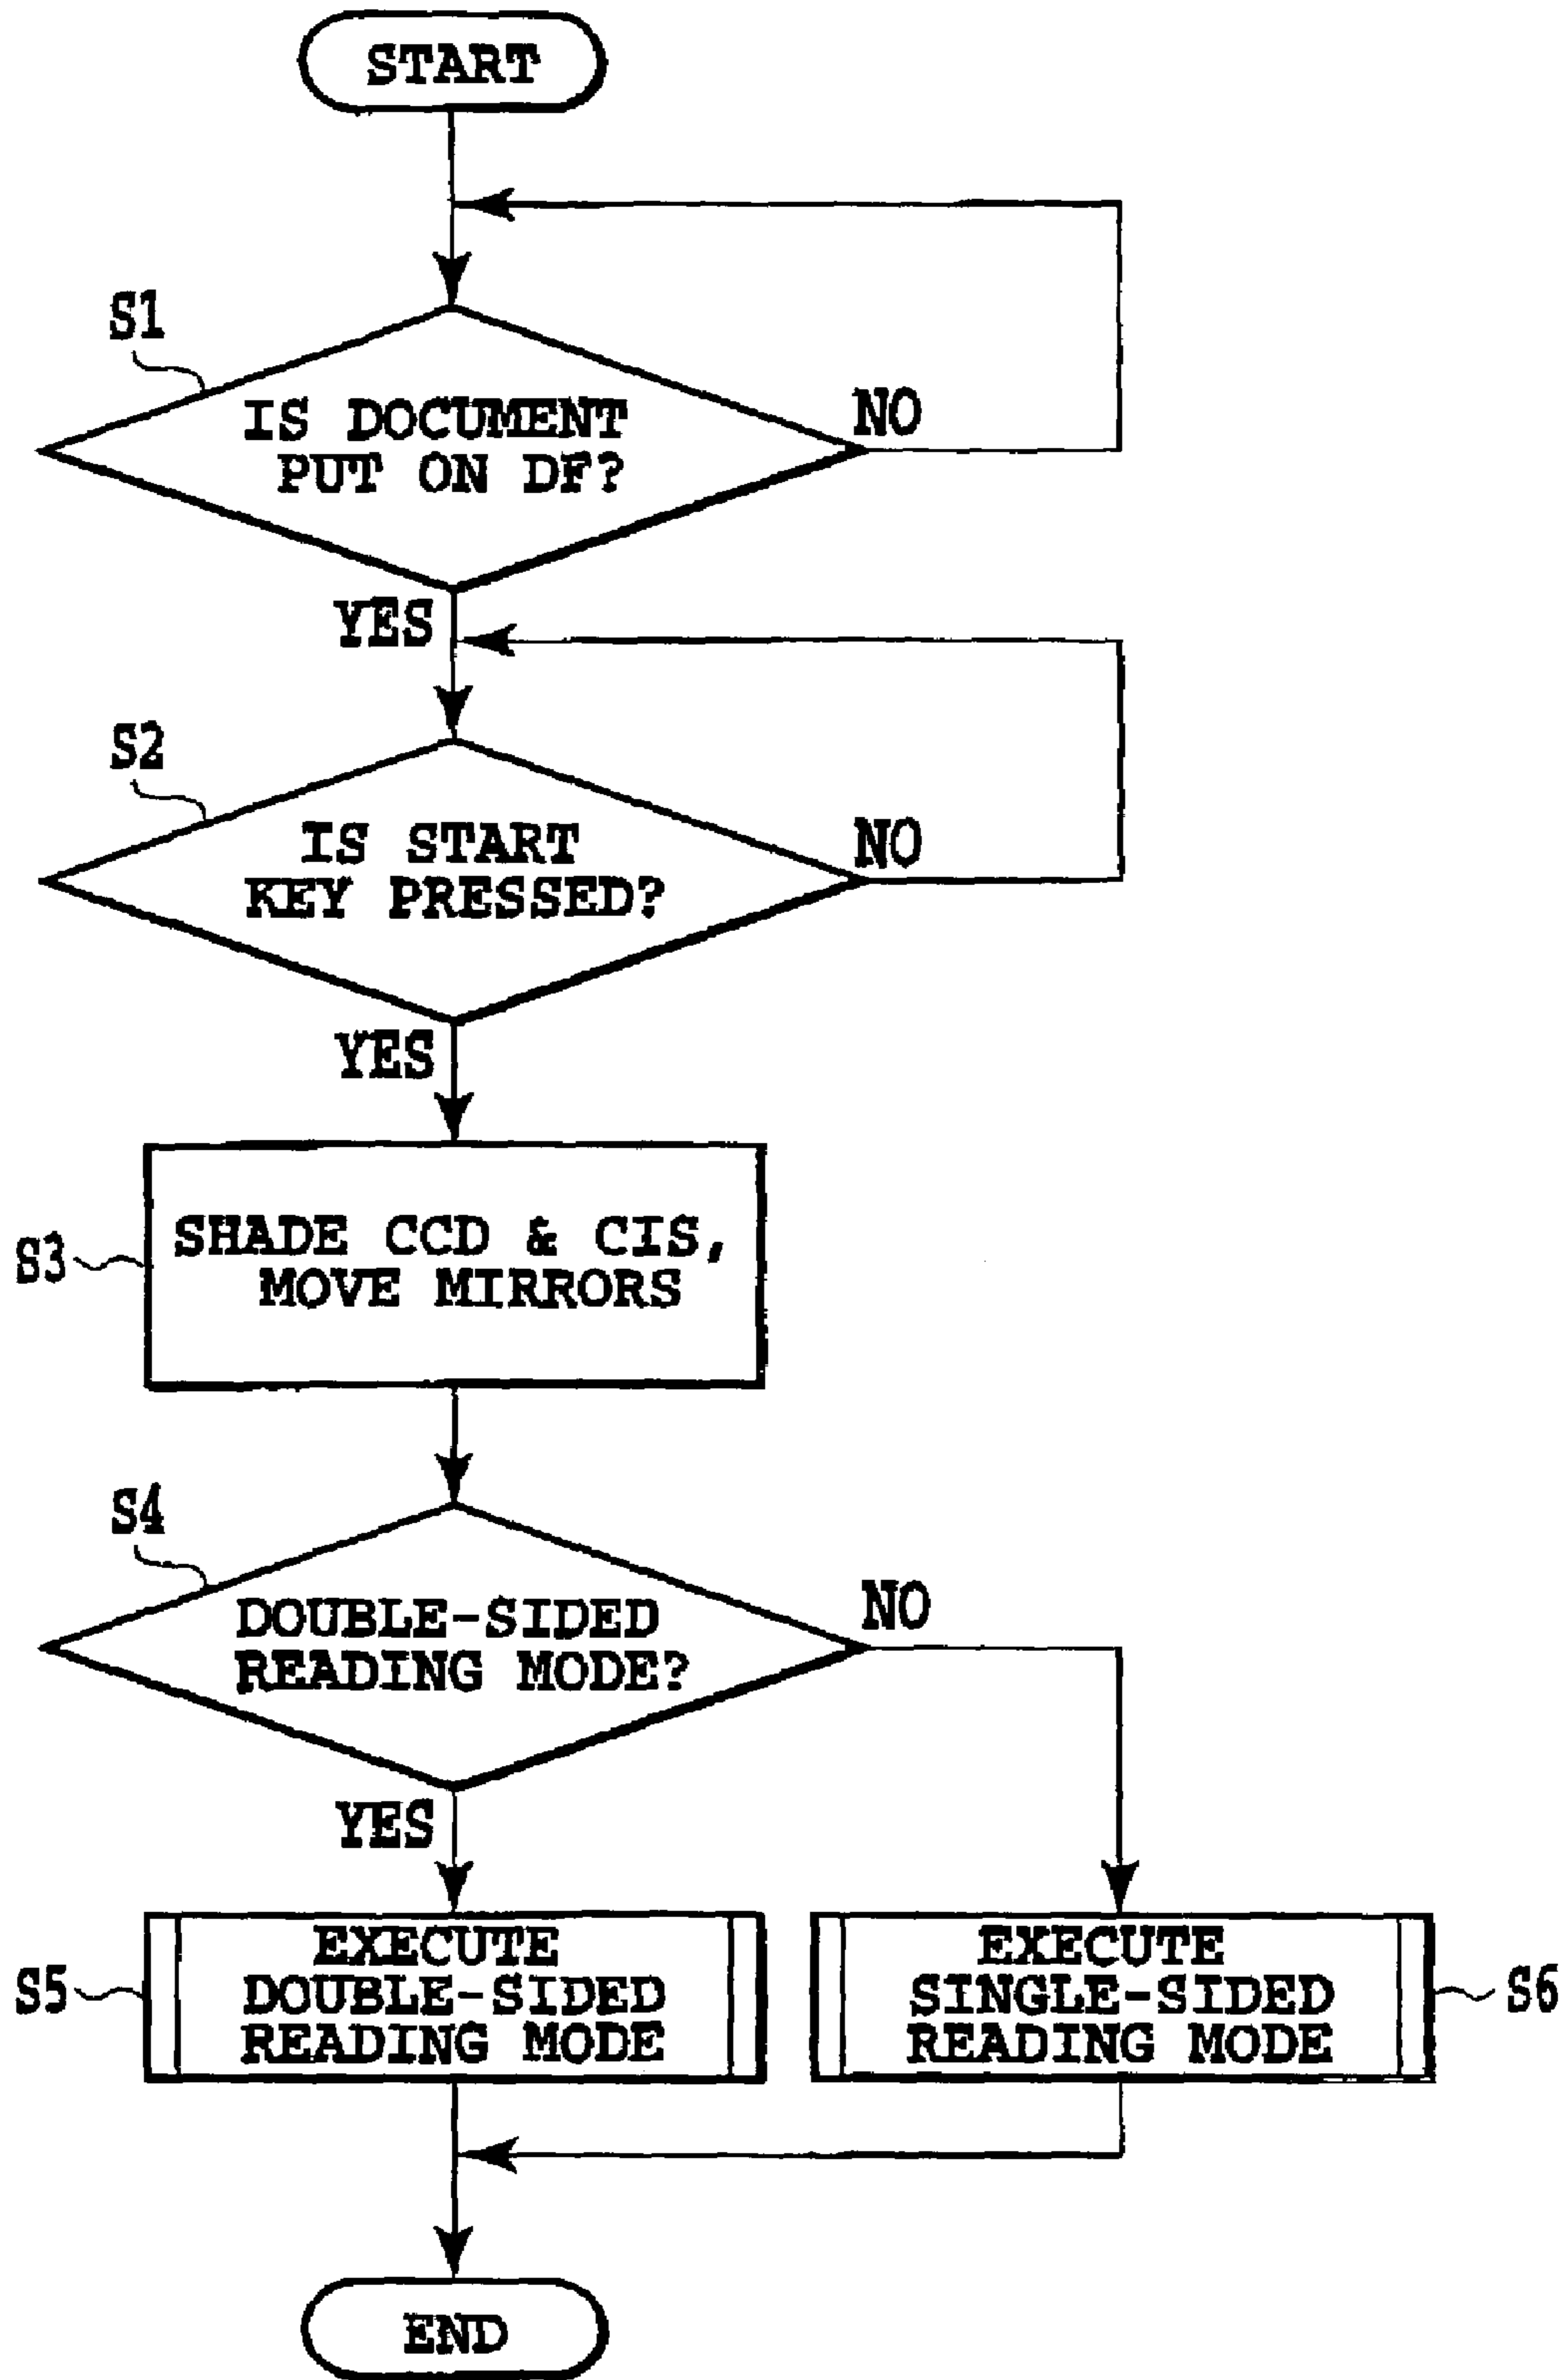 START
S1
IS DOCUMENT
PUT ON DF?
NO
YES
S2
IS START
KEY PRESSED?
NO
YES
S3
SHADE CCD & CIS,
MOVE MIRRORS
S4
DOUBLE-SIDED
READING MODE?
NO
YES
S5
EXECUTE
DOUBLE-SIDED
READING MODE
EXECUTE
SINGLE-SIDED
READING MODE
S6
END